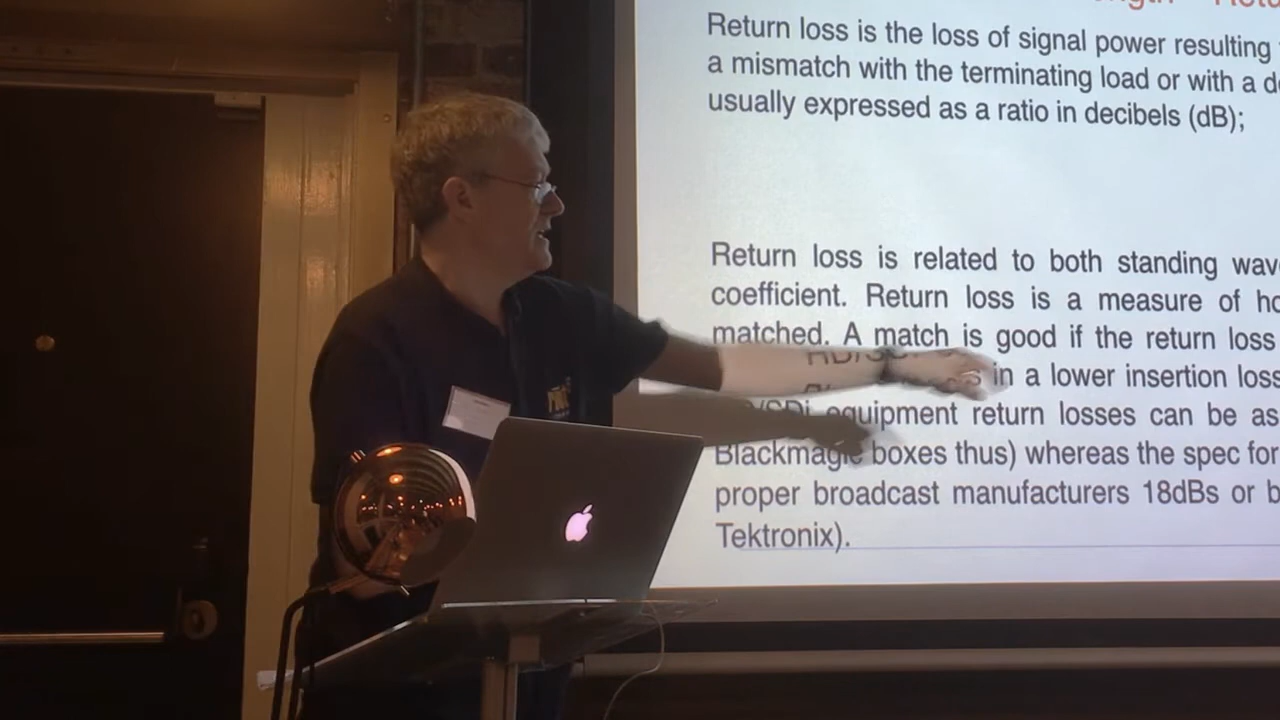 Return loss is the loss of signal power resulting
a mismatch with the terminating load or with a
usually expressed as a ratio in decibels (dB);
Return loss is related to both standing
coefficient. Return loss is a measure of
matched. A match is good if the return loss
in a lower insertion loss
equipment return losses can be as
Blackmagic boxes thus) whereas the spec for
proper broadcast manufacturers 18dBs or
Tektronix).